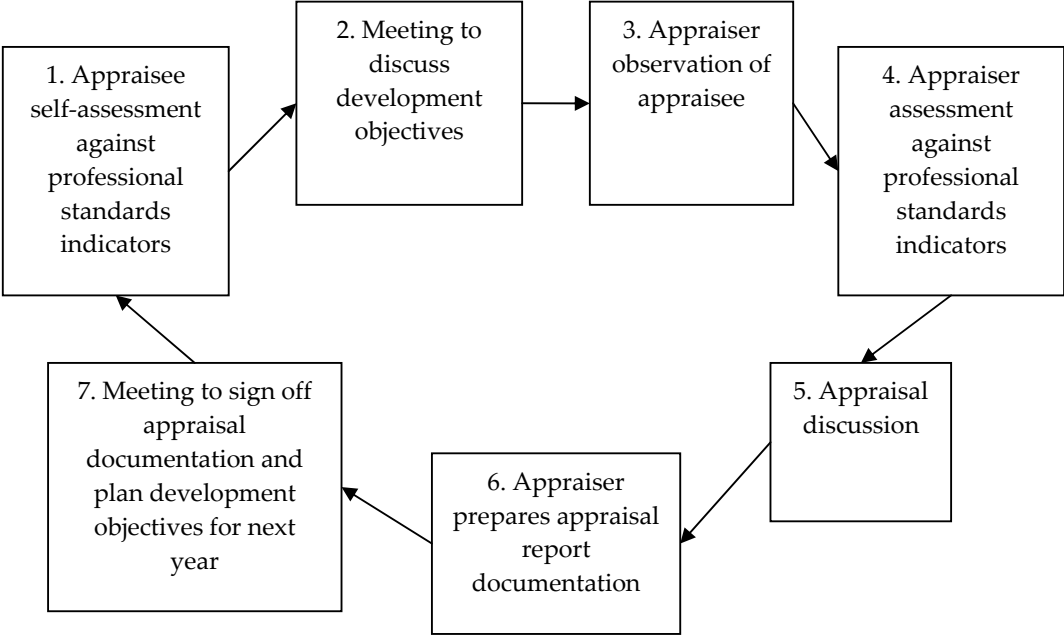 1. Appraisee
self-assessment
against
professional
standards
indicators
2. Meeting to
discuss
development
objectives
3. Appraiser
observation of
appraisee
4. Appraiser
assessment
against
professional
standards
indicators
5. Appraisal
discussion
6. Appraiser
prepares appraisal
report
documentation
7. Meeting to sign off
appraisal
documentation and
plan development
objectives for next
year